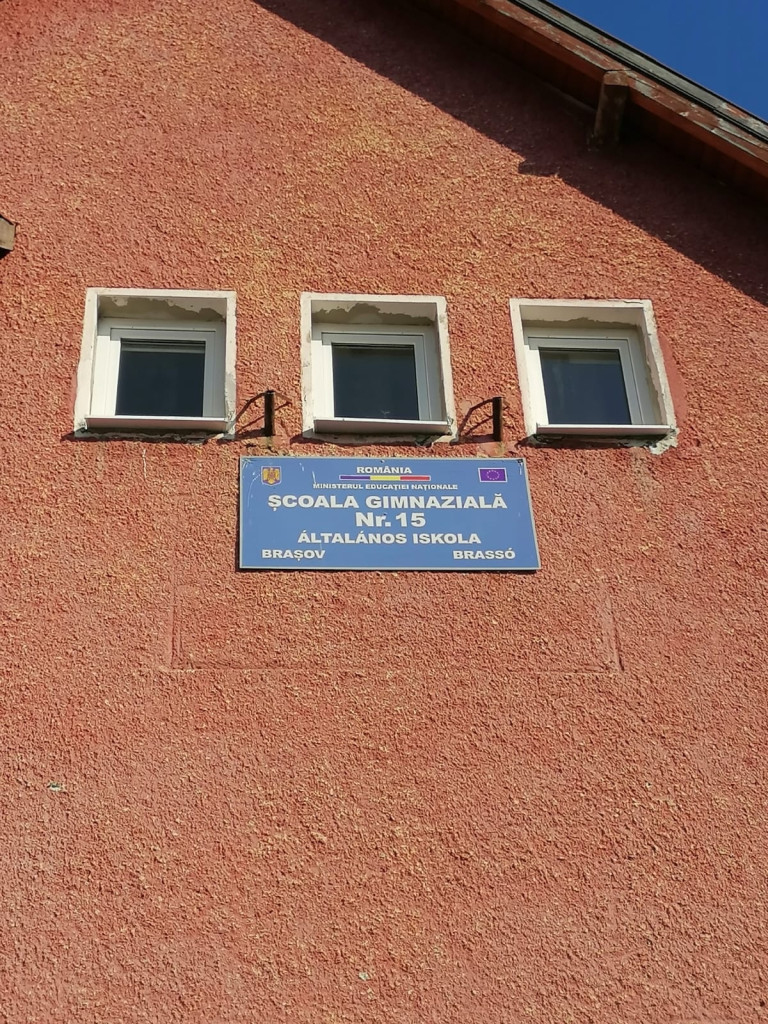 ROMÂNIA
MINISTERUL EDUCAȚIEI NAȚIONALE
ȘCOALA GIMNAZIALĂ
Nr. 15
ÁLTALÁNOS ISKOLA
BRAȘOV BRASSÓ